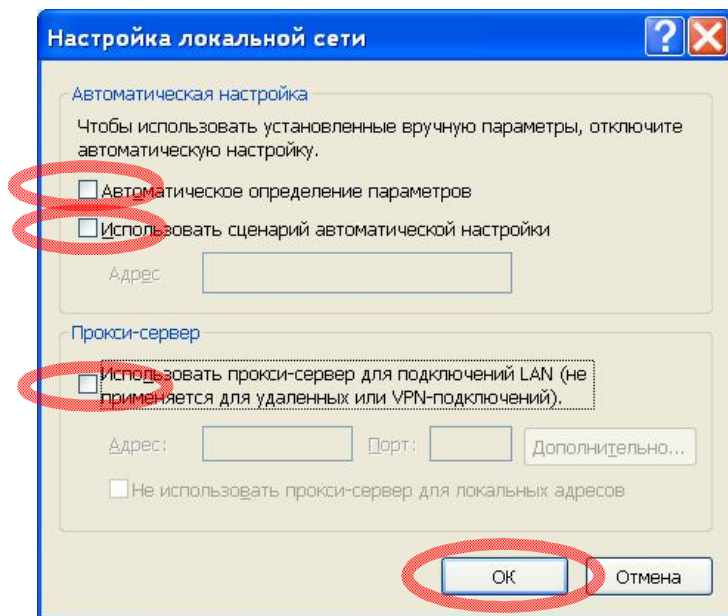 Настройка локальной сети
Автоматическая настройка
Чтобы использовать установленные вручную параметры, отключите
автоматическую настройку.
Автоматическое определение параметров
Использовать сценарий автоматической настройки
Адрес
Прокси-сервер
Использовать прокси-сервер для подключений LAN (не
применяется для удаленных или VPN-подключений).
Адрес: Порт: Дополнительно...
Не использовать прокси-сервер для локальных адресов
ОК Отмена